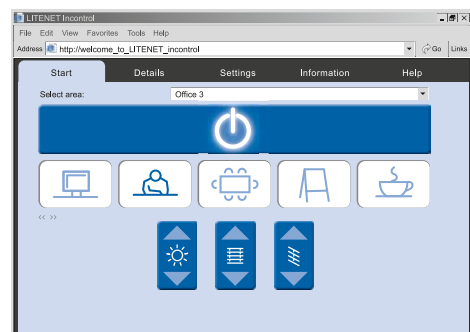 LITENET Incontrol
File Edit View Favorites Tools Help
Address http://welcome_to_LITENET_incontrol Go Links
Start Details Settings Information Help
Select area: Office 3
<< >>